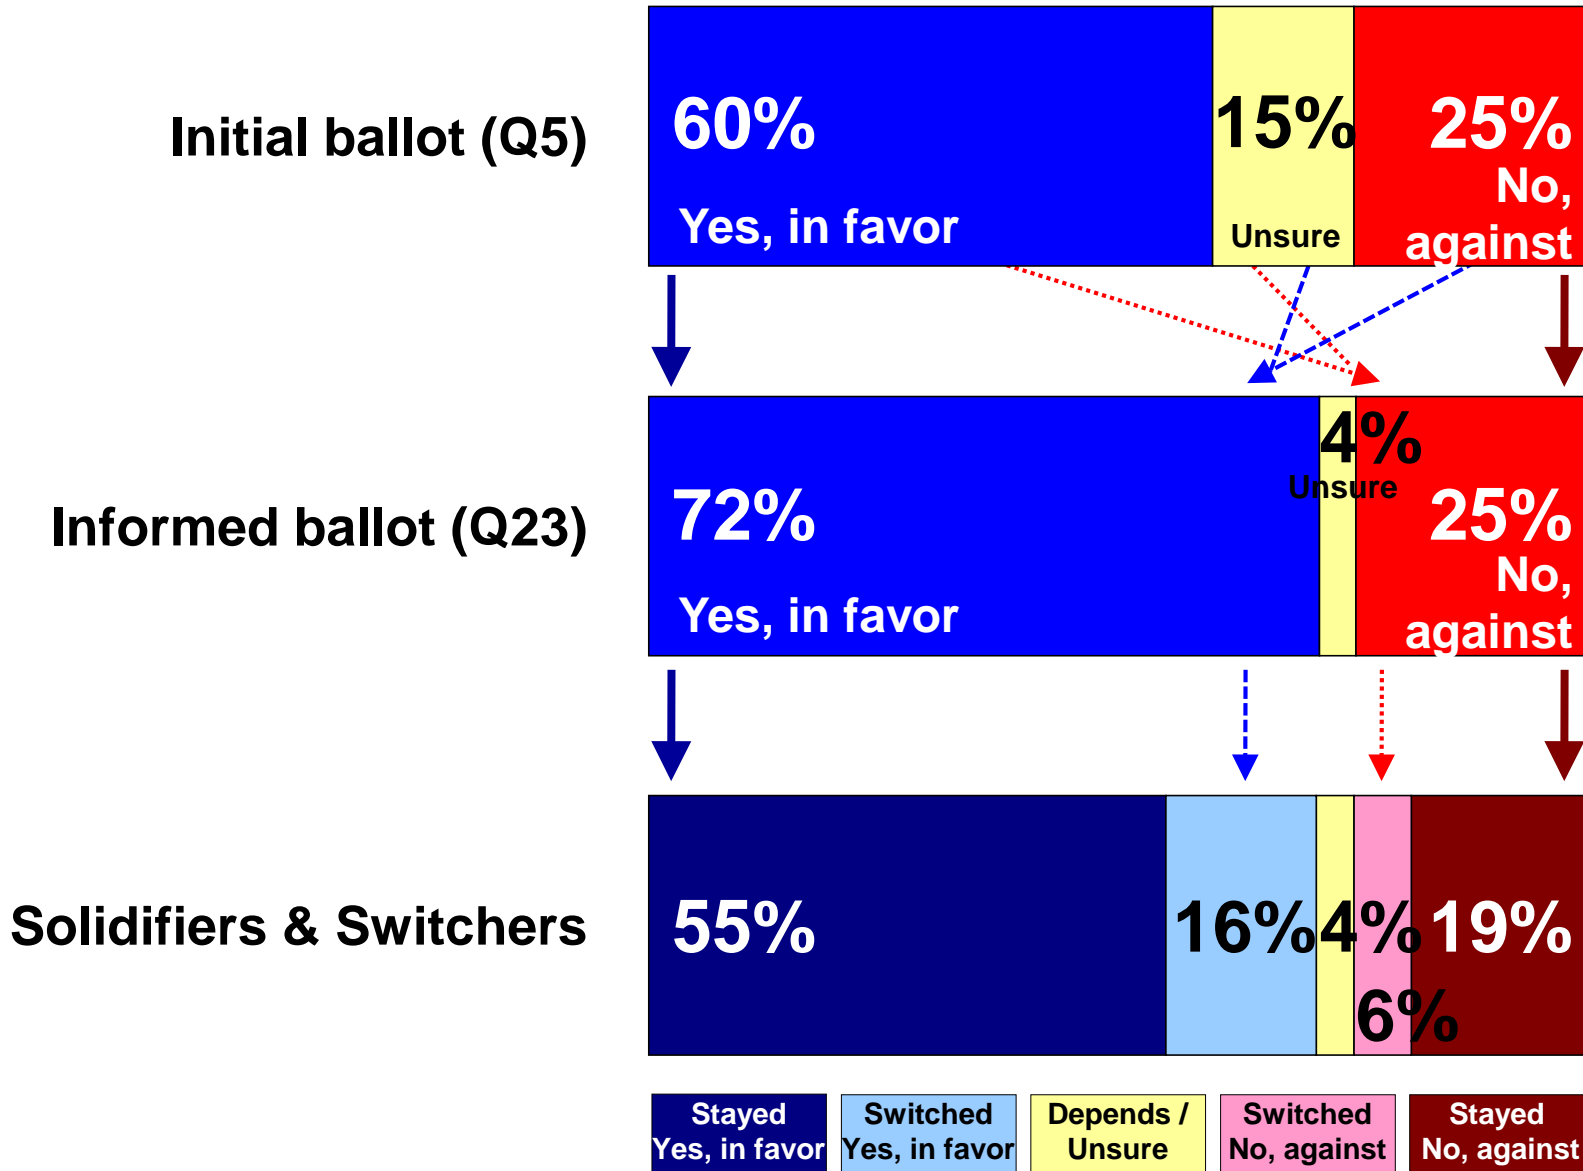 Initial ballot (Q5)
60%
15%
25%
Yes, in favor
Unsure
No,
against
Informed ballot (Q23)
72%
4%
Unsure
25%
Yes, in favor
No,
against
Solidifiers & Switchers
55%
16%
4%
19%
6%
Stayed
Yes, in favor
Switched
Yes, in favor
Depends /
Unsure
Switched
No, against
Stayed
No, against